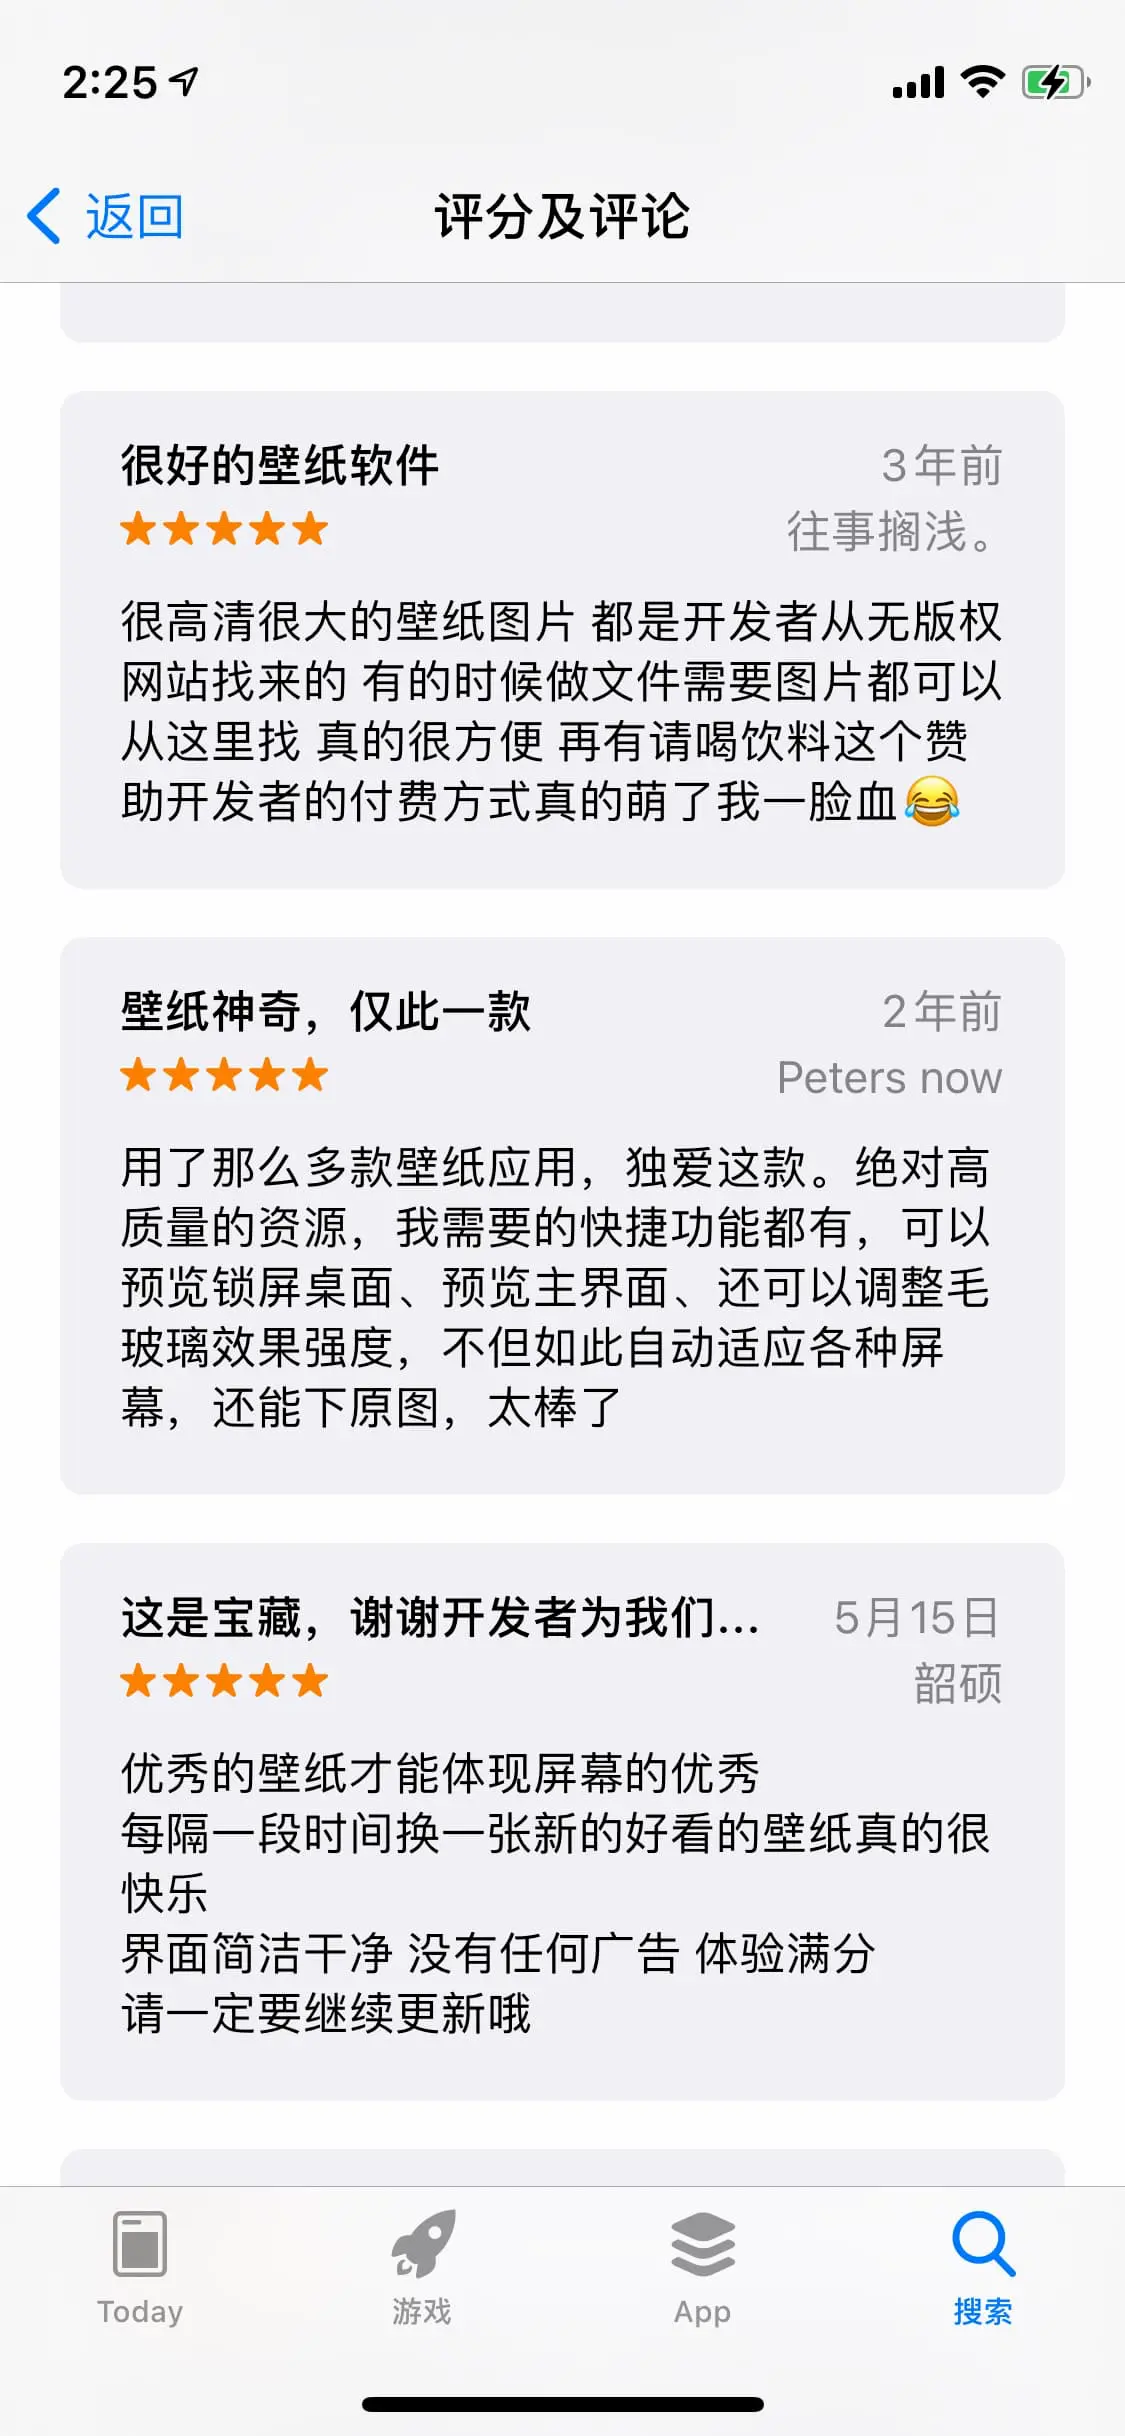 2:25
返回
评分及评论
很好的壁纸软件
3年前
往事搁浅。
很高清很大的壁纸图片 都是开发者从无版权
网站找来的 有的时候做文件需要图片都可以
从这里找 真的很方便 再有请喝饮料这个赞
助开发者的付费方式真的萌了我一脸血😂
壁纸神奇，仅此一款
2年前
Peters now
用了那么多款壁纸应用，独爱这款。绝对高
质量的资源，我需要的快捷功能都有，可以
预览锁屏桌面、预览主界面、还可以调整毛
玻璃效果强度，不但如此自动适应各种屏
幕，还能下原图，太棒了
这是宝藏，谢谢开发者为我们...
5月15日
韶硕
优秀的壁纸才能体现屏幕的优秀
每隔一段时间换一张新的好看的壁纸真的很
快乐
界面简洁干净 没有任何广告 体验满分
请一定要继续更新哦
Today
游戏
App
搜索